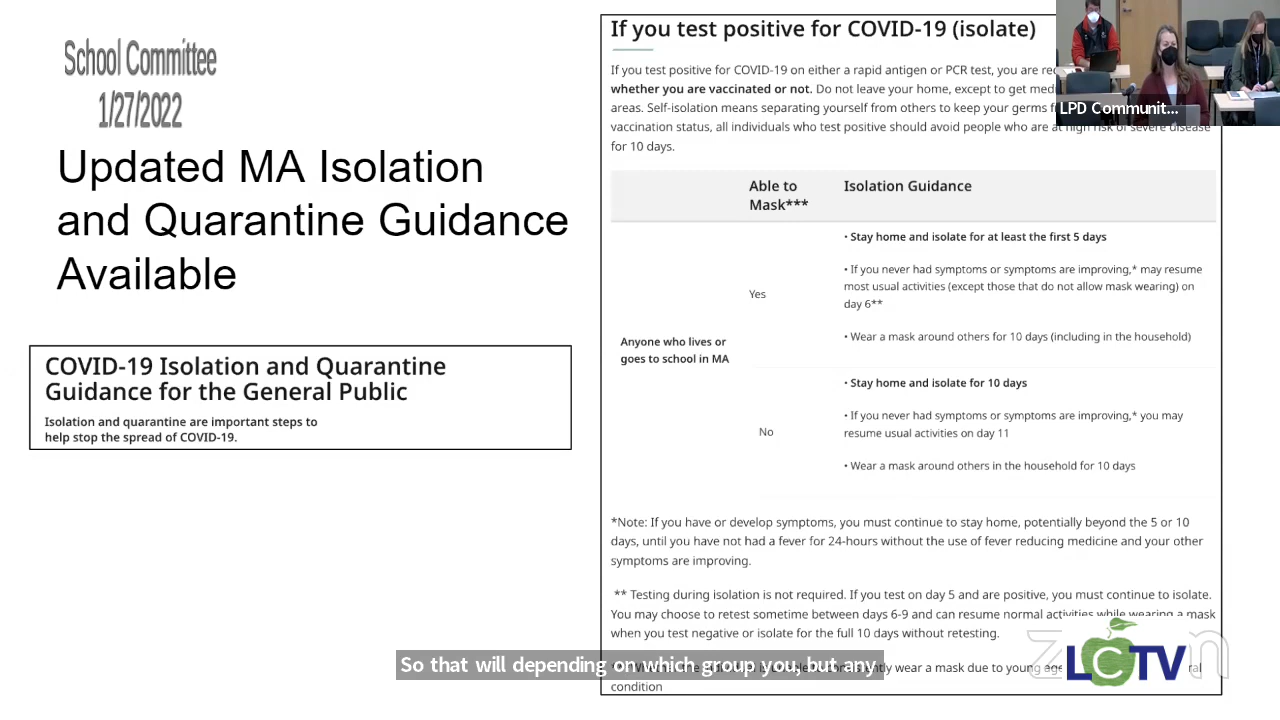 School Committee
1/27/2022
Updated MA Isolation
and Quarantine Guidance
Available
COVID-19 Isolation and Quarantine
Guidance for the General Public
Isolation and quarantine are important steps to
help stop the spread of COVID-19.
If you test positive for COVID-19 (isolate)
If you test positive for COVID-19 on either a rapid antigen or PCR test, you are
whether you are vaccinated or not. Do not leave your home, except to get
areas. Self-isolation means separating yourself from others to keep your germs
vaccination status, all individuals who test positive should avoid people who are at high risk of severe disease
for 10 days.
Able to
Mask***
Isolation Guidance
Anyone who lives or
goes to school in MA
Yes
• Stay home and isolate for at least the first 5 days
• If you never had symptoms or symptoms are improving,* may resume
most usual activities (except those that do not allow mask wearing) on
day 6**
• Wear a mask around others for 10 days (including in the household)
No
• Stay home and isolate for 10 days
• If you never had symptoms or symptoms are improving,* you may
resume usual activities on day 11
• Wear a mask around others in the household for 10 days
*Note: If you have or develop symptoms, you must continue to stay home, potentially beyond the 5 or 10
days, until you have not had a fever for 24-hours without the use of fever reducing medicine and your other
symptoms are improving.
** Testing during isolation is not required. If you test on day 5 and are positive, you must continue to isolate.
You may choose to retest sometime between days 6-9 and can resume normal activities while wearing a mask
when you test negative or isolate for the full 10 days without retesting.
wear a mask due to young age
condition
LPD Communit...
So that will depending on which group you, but any
LCTV